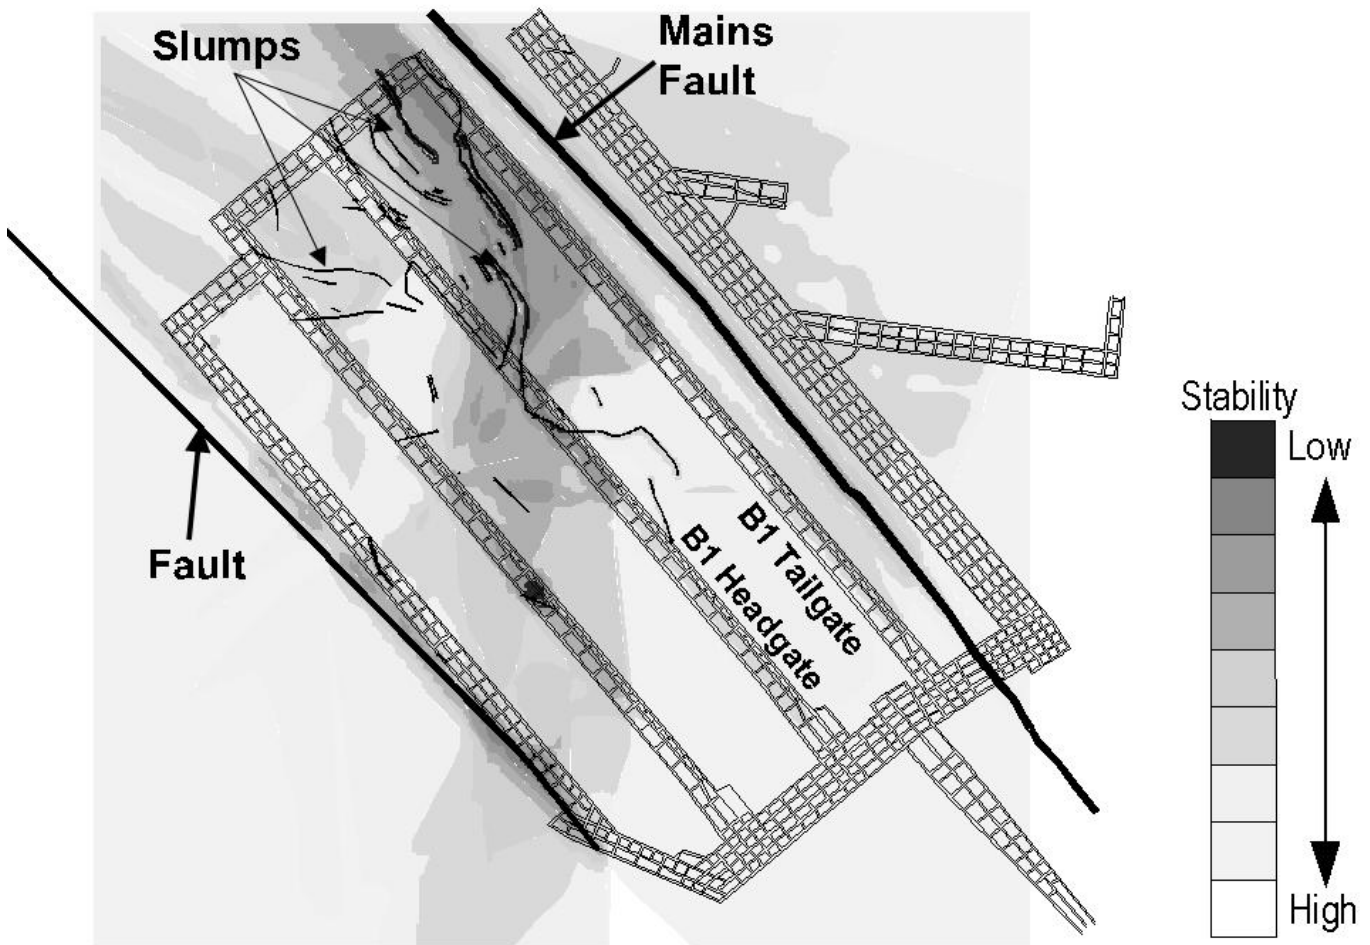 Slumps
Mains
Fault
Fault
B1 Tailgate
B1 Headgate
Stability
Low
High